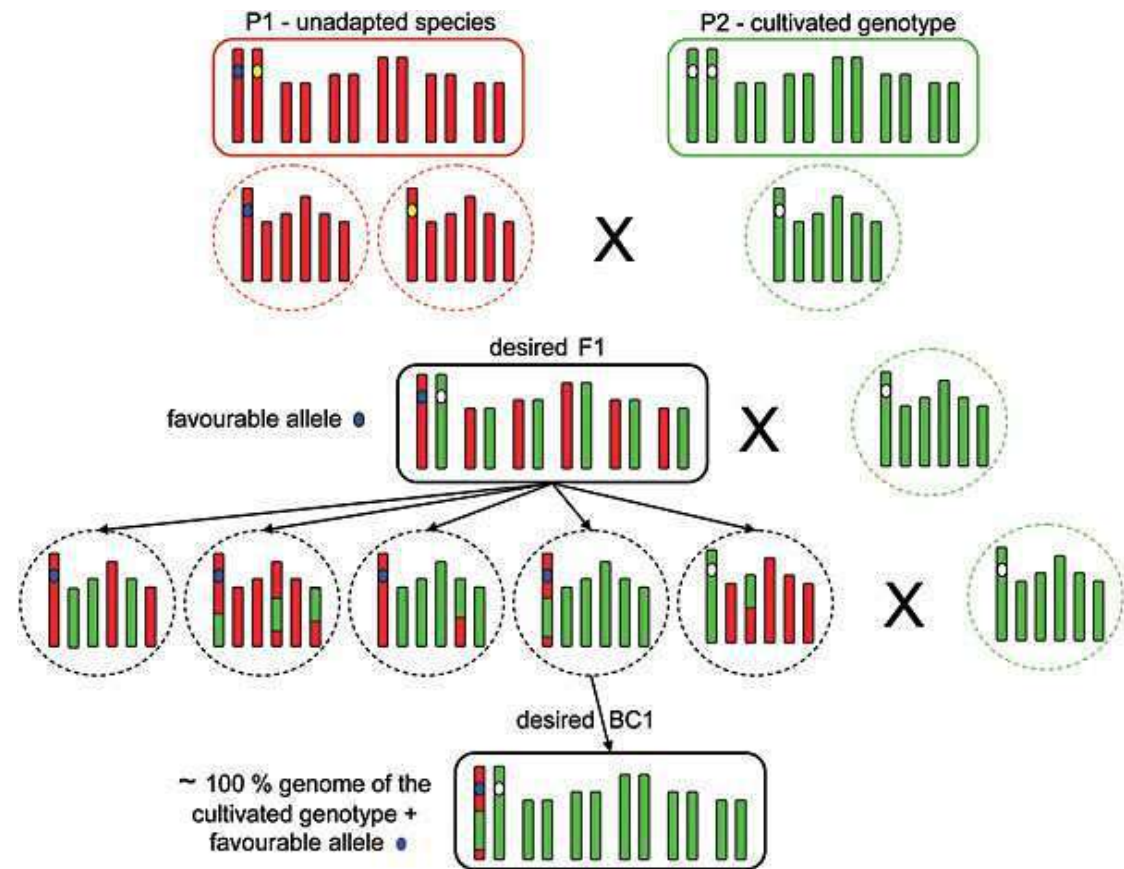 P1 - unadapted species
P2 - cultivated genotype
X
desired F1
favourable allele
X
X
desired BC1
~ 100 % genome of the
cultivated genotype +
favourable allele